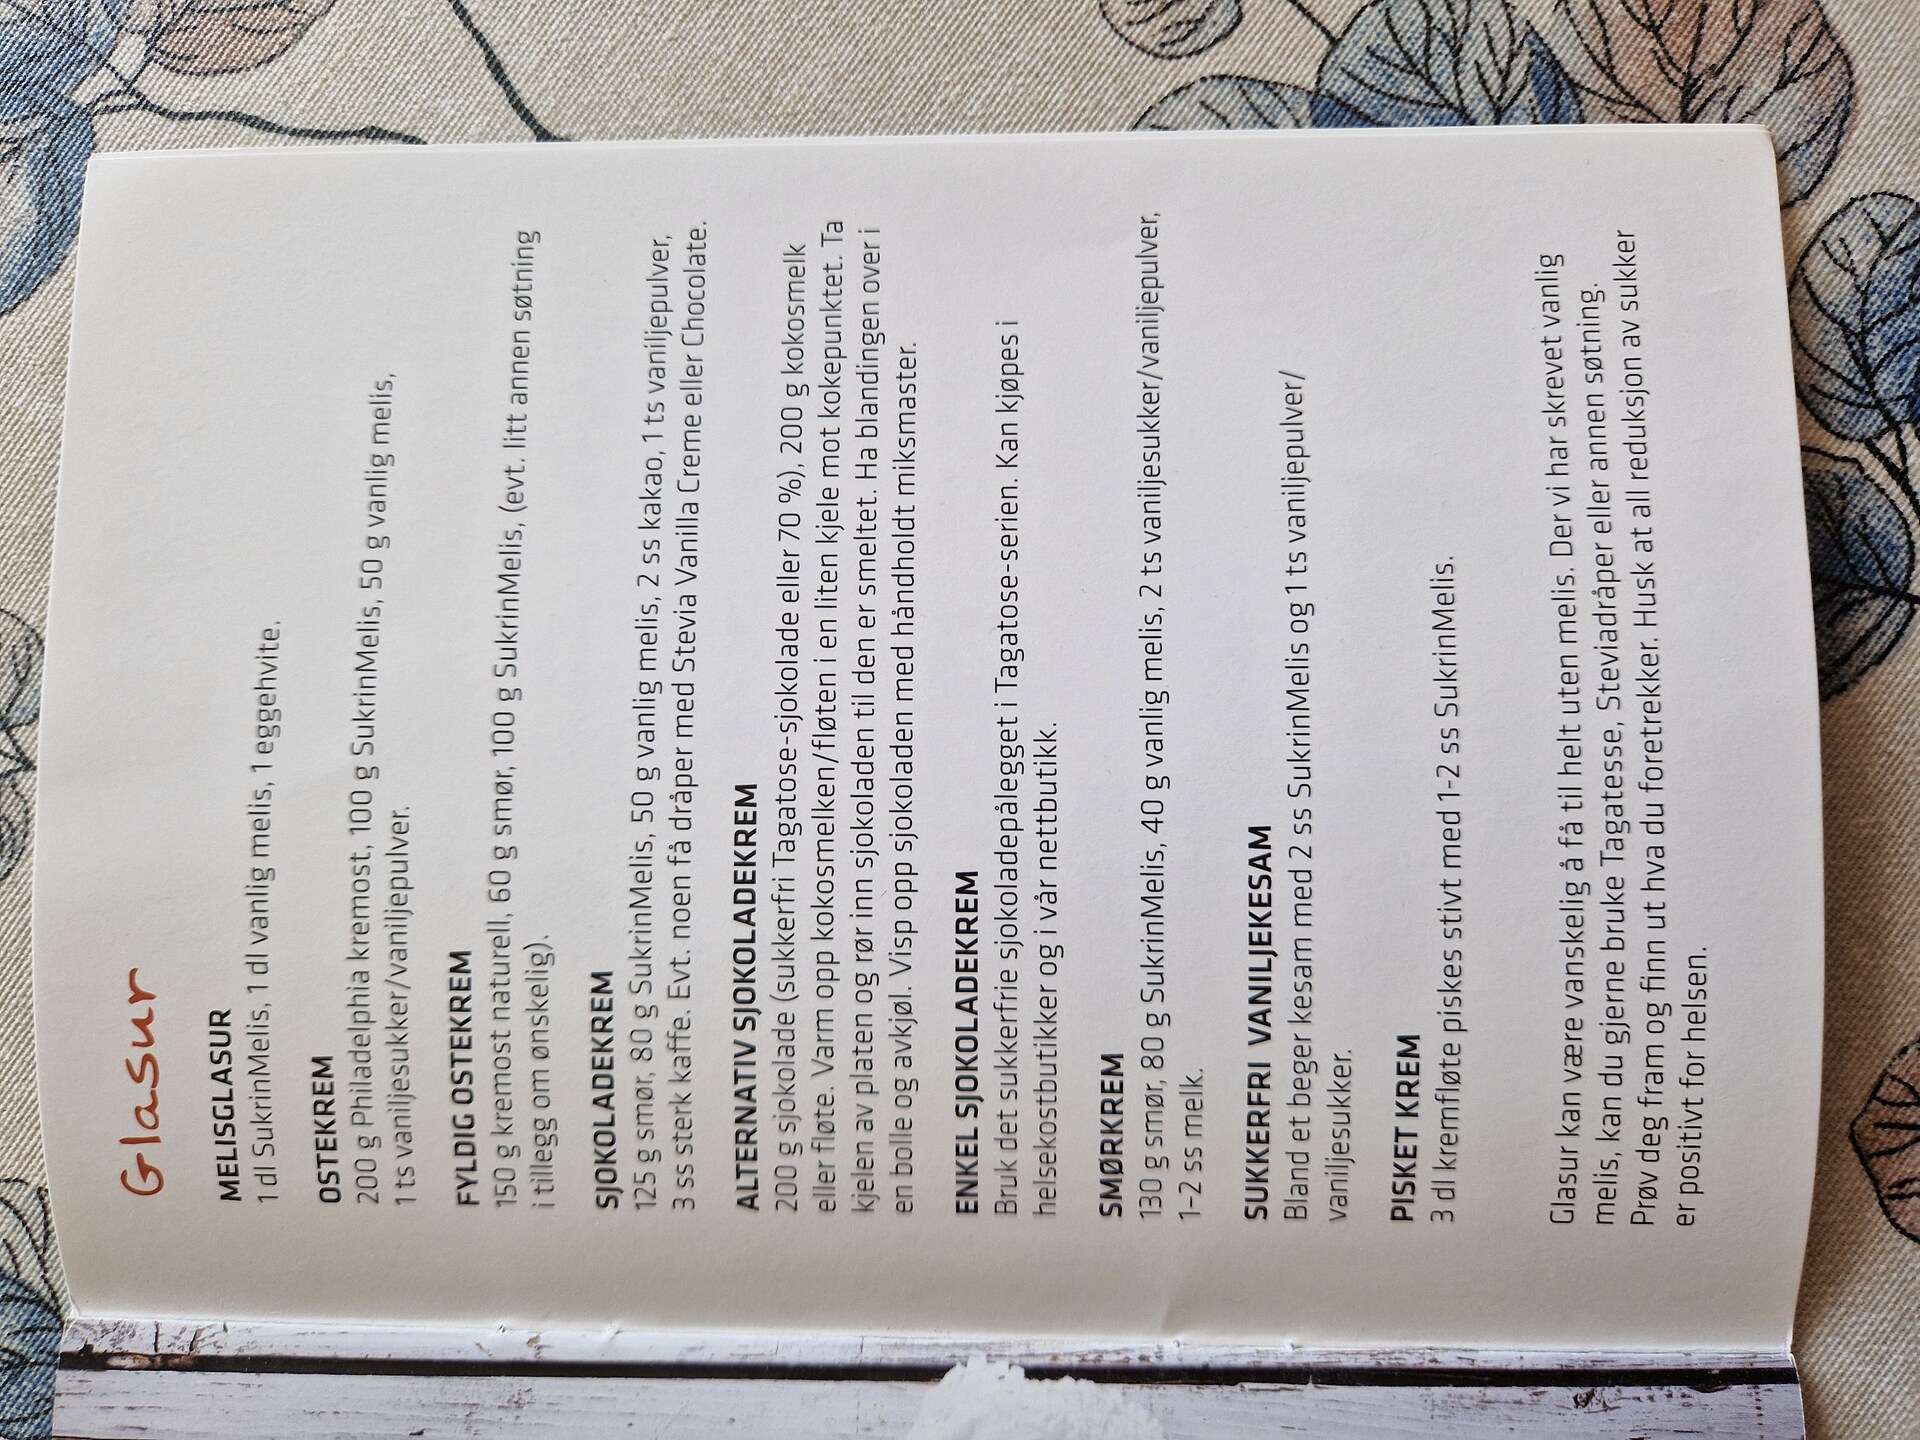 Glasur
MELISGLASUR
1 dl SukrinMelis, 1 dl vanlig melis, 1 eggehvite.
OSTEKREM
200 g Philadelphia kremost, 100 g SukrinMelis, 50 g vanlig melis,
1 ts vaniljesukker/vaniljepulver.
FYLDIG OSTEKREM
150 g kremost naturell, 60 g smør, 100 g SukrinMelis, (evt. litt annen søtning
i tillegg om ønskelig).
SJOKOLADEKREM
125 g smør, 80 g SukrinMelis, 50 g vanlig melis, 2 ss kakao, 1 ts vaniljepulver,
3 ss sterk kaffe. Evt. noen få dråper med Stevia Vanilla Creme eller Chocolate.
ALTERNATIV SJOKOLADEKREM
200 g sjokolade (sukkerfri Tagatose-sjokolade eller 70 %), 200 g kokosmelk
eller fløte. Varm opp kokosmelken/fløten i en liten kjele mot kokepunktet. Ta
kjelen av platen og rør inn sjokoladen til den er smeltet. Ha blandingen over i
en bolle og avkjøl. Visp opp sjokoladen med håndholdt miksmaster.
ENKEL SJOKOLADEKREM
Bruk det sukkerfrie sjokoladepålegget i Tagatose-serien. Kan kjøpes i
helsekostbutikker og i vår nettbutikk.
SMØRKREM
130 g smør, 80 g SukrinMelis, 40 g vanlig melis, 2 ts vaniljesukker/vaniljepulver,
1-2 ss melk.
SUKKERFRI VANILJEKESAM
Bland et beger kesam med 2 ss SukrinMelis og 1 ts vaniljepulver/
vaniljesukker.
PISKET KREM
3 dl kremfløte piskes stivt med 1-2 ss SukrinMelis.
Glasur kan være vanskelig å få til helt uten melis. Der vi har skrevet vanlig
melis, kan du gjerne bruke Tagatesse, Steviadråper eller annen søtning.
Prøv deg fram og finn ut hva du foretrekker. Husk at all reduksjon av sukker
er positivt for helsen.